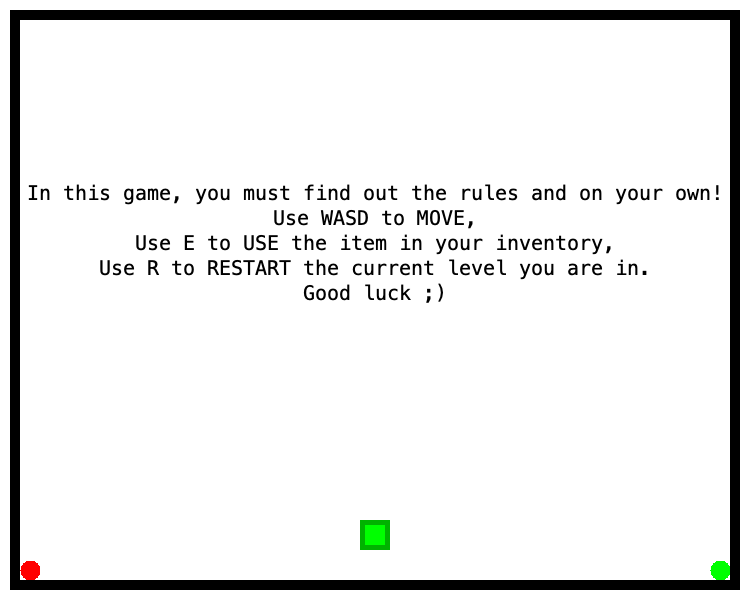 In this game, you must find out the rules and on your own!
Use WASD to MOVE,
Use E to USE the item in your inventory,
Use R to RESTART the current level you are in.
Good luck ;)